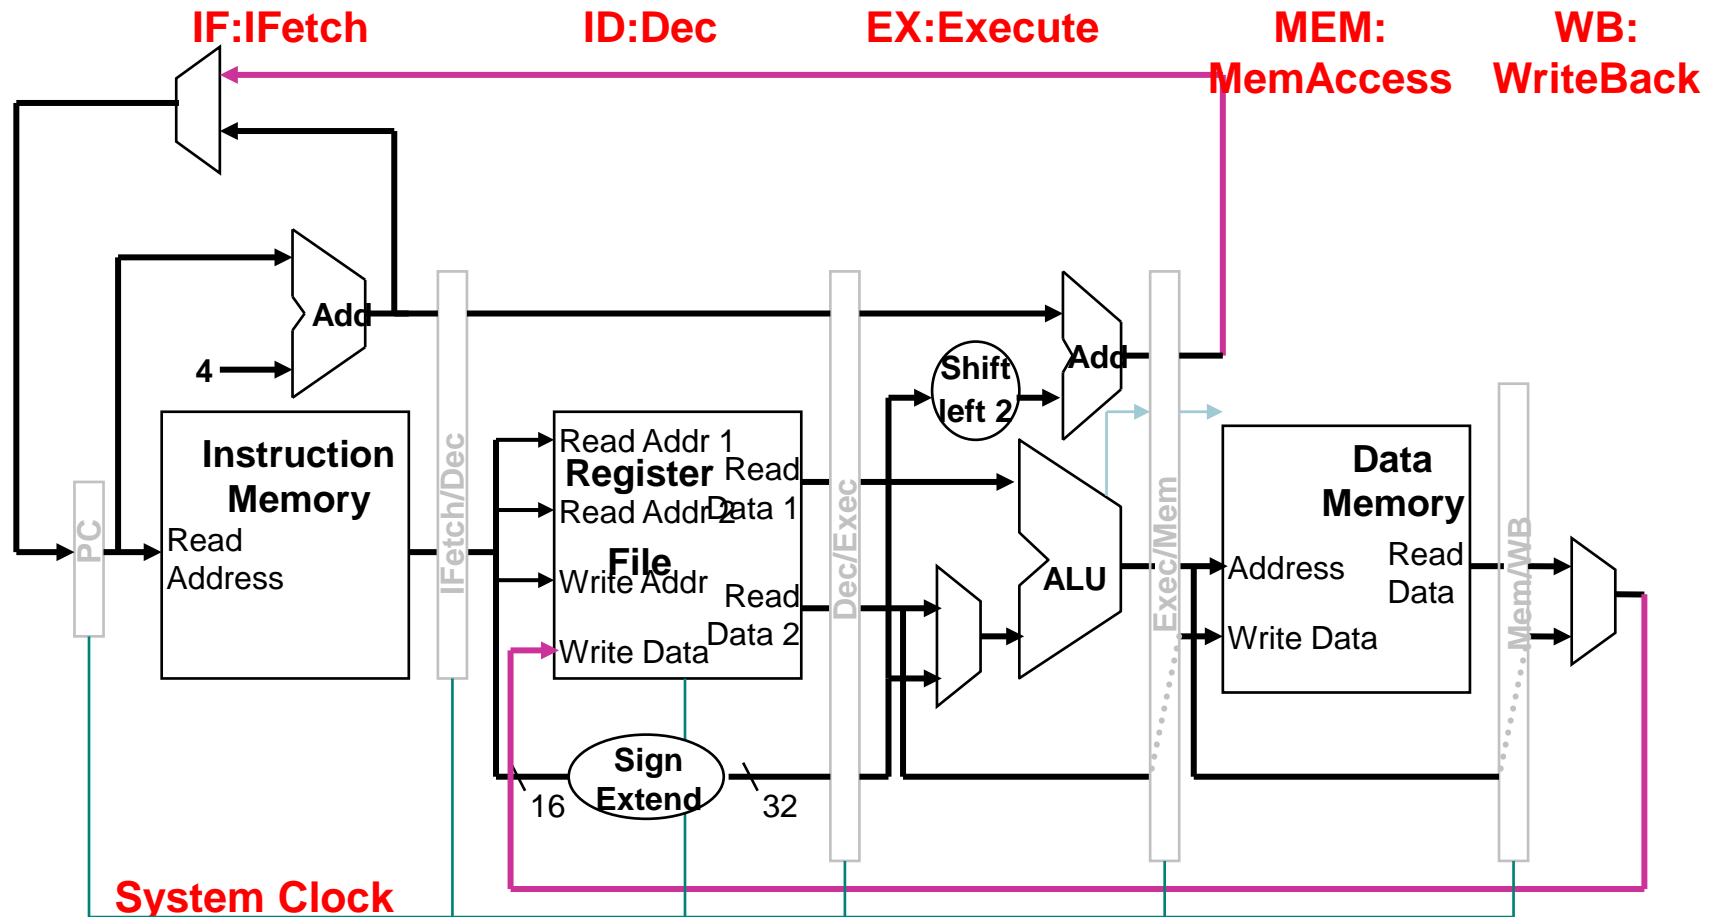 IF:IFetch
ID:Dec
EX:Execute
MEM:
MemAccess
WB:
WriteBack
Add
4
Add
Shift
left 2
Instruction
Memory
Read
Address
PC
IFetch/Dec
Read Addr 1
Register
Read Addr 2
File
Write Addr
Write Data
Read
Data 1
Read
Data 2
Dec/Exec
ALU
Exec/Mem
Data
Memory
Address
Write Data
Read
Data
Mem/WB
Sign
Extend
16
32
System Clock